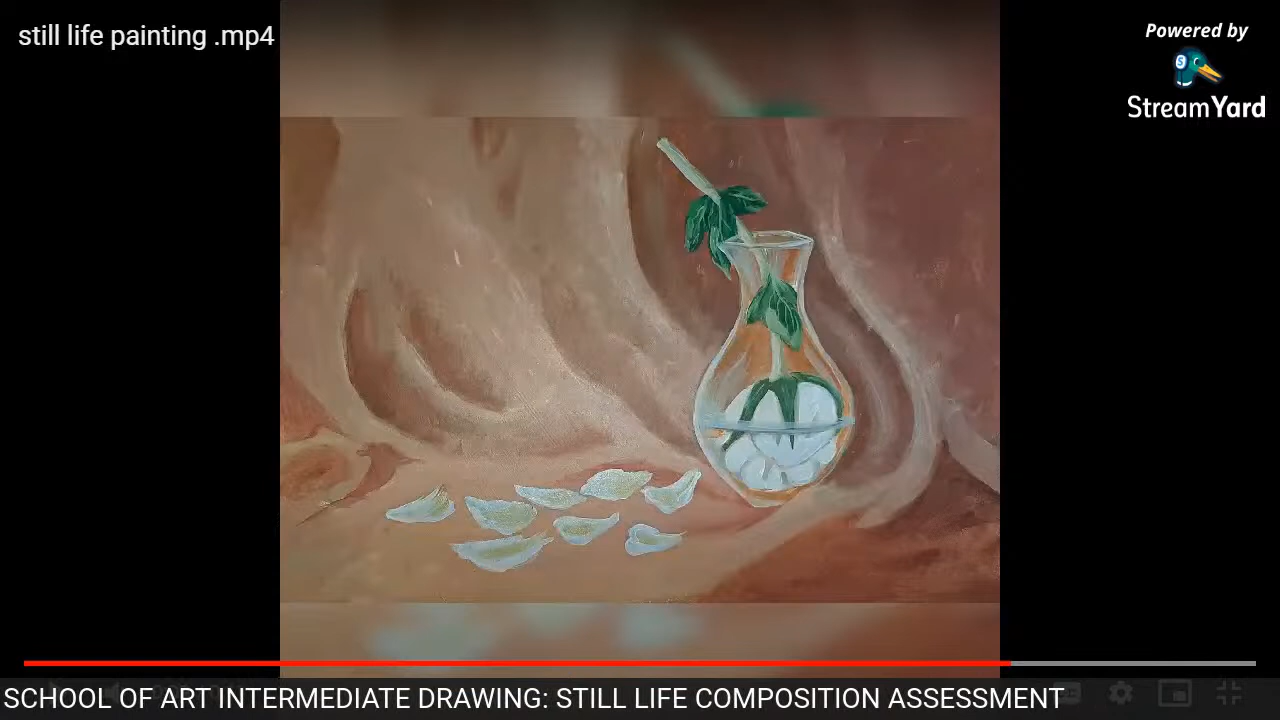 still life painting .mp4
Powered by
StreamYard
SCHOOL OF ART INTERMEDIATE DRAWING: STILL LIFE COMPOSITION ASSESSMENT